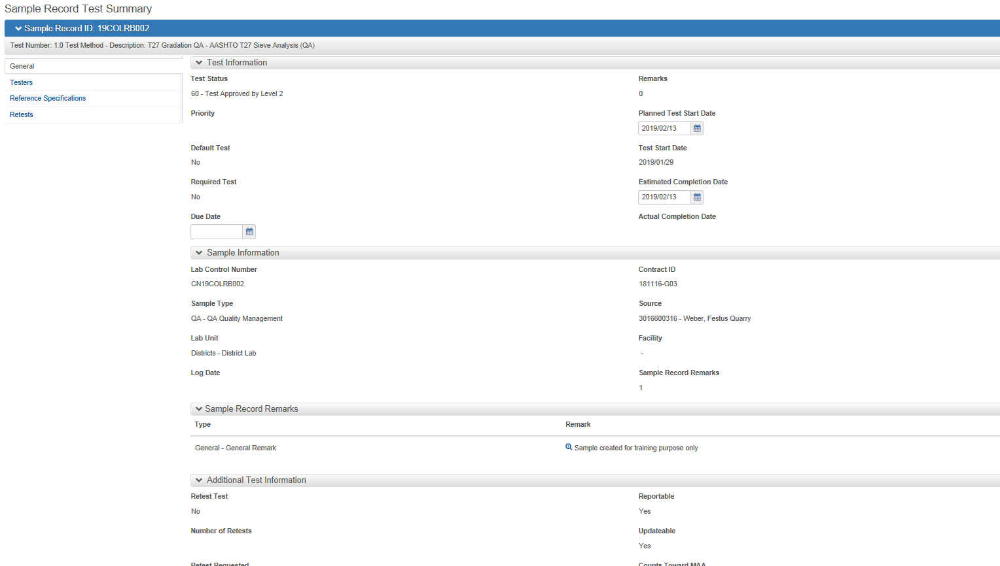 Sample Record Test Summary
Sample Record ID: 19COLRB002
Test Number: 1.0 Test Method - Description: T27 Gradation QA - AASHTO T27 Sieve Analysis (QA)
General
Testers
Reference Specifications
Retests
Test Information
Test Status
60 - Test Approved by Level 2
Remarks
0
Priority
Planned Test Start Date
2019/02/13
Default Test
No
Test Start Date
2019/01/29
Required Test
No
Estimated Completion Date
2019/02/13
Due Date
Actual Completion Date
Sample Information
Lab Control Number
CN19COLRB002
Contract ID
181116-G03
Sample Type
QA - QA Quality Management
Source
3016600316 - Weber, Festus Quarry
Lab Unit
Districts - District Lab
Facility
-
Log Date
Sample Record Remarks
1
Sample Record Remarks
Type
Remark
General - General Remark
Sample created for training purpose only
Additional Test Information
Retest Test
No
Reportable
Yes
Number of Retests
Updateable
Yes
Retest Requested
Counts Toward MAA